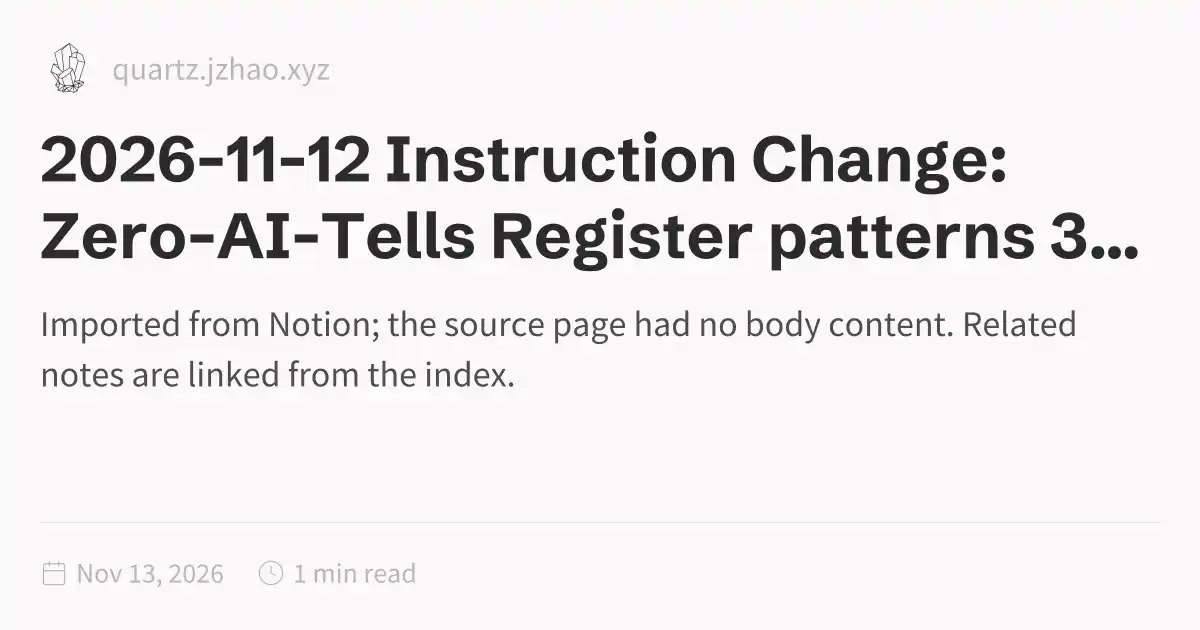 quartz.jzhao.xyz
2026-11-12 Instruction Change:
Zero-AI-Tells Register patterns 3...
Imported from Notion; the source page had no body content. Related
notes are linked from the index.
Nov 13, 2026
1 min read